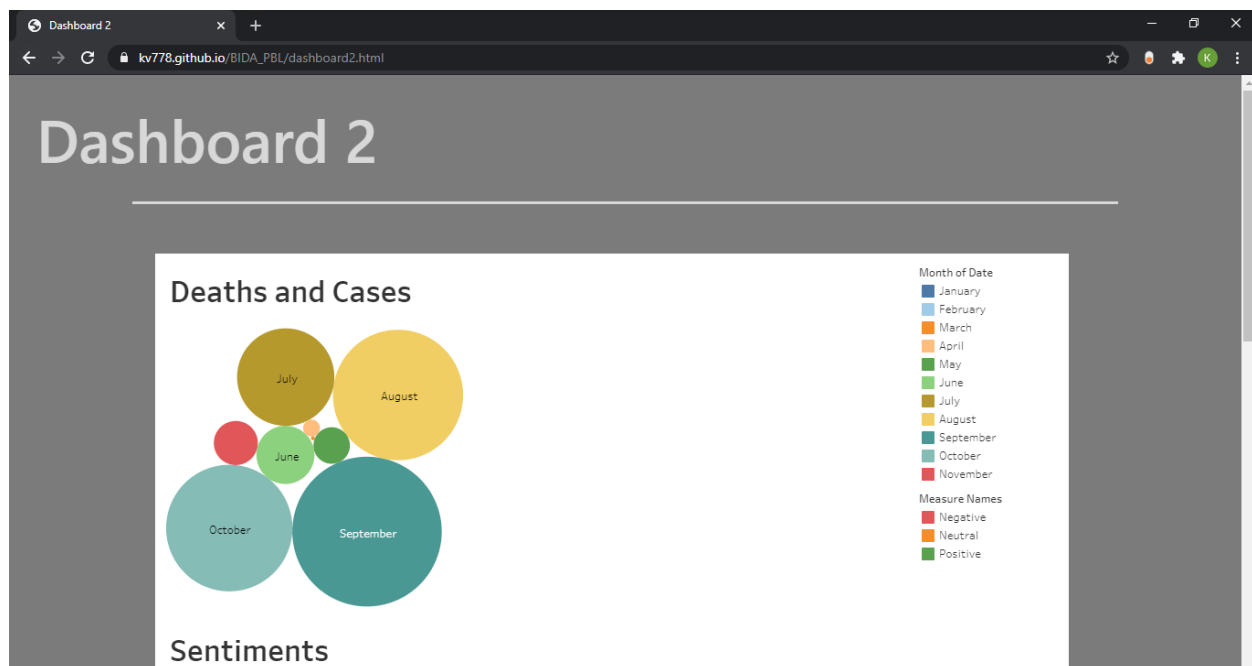 Dashboard 2
kv778.github.io/BIDA_PBL/dashboard2.html
K
Dashboard 2
Deaths and Cases
July
August
June
October
September
Month of Date
January
February
March
April
May
June
July
August
September
October
November
Measure Names
Negative
Neutral
Positive
Sentiments